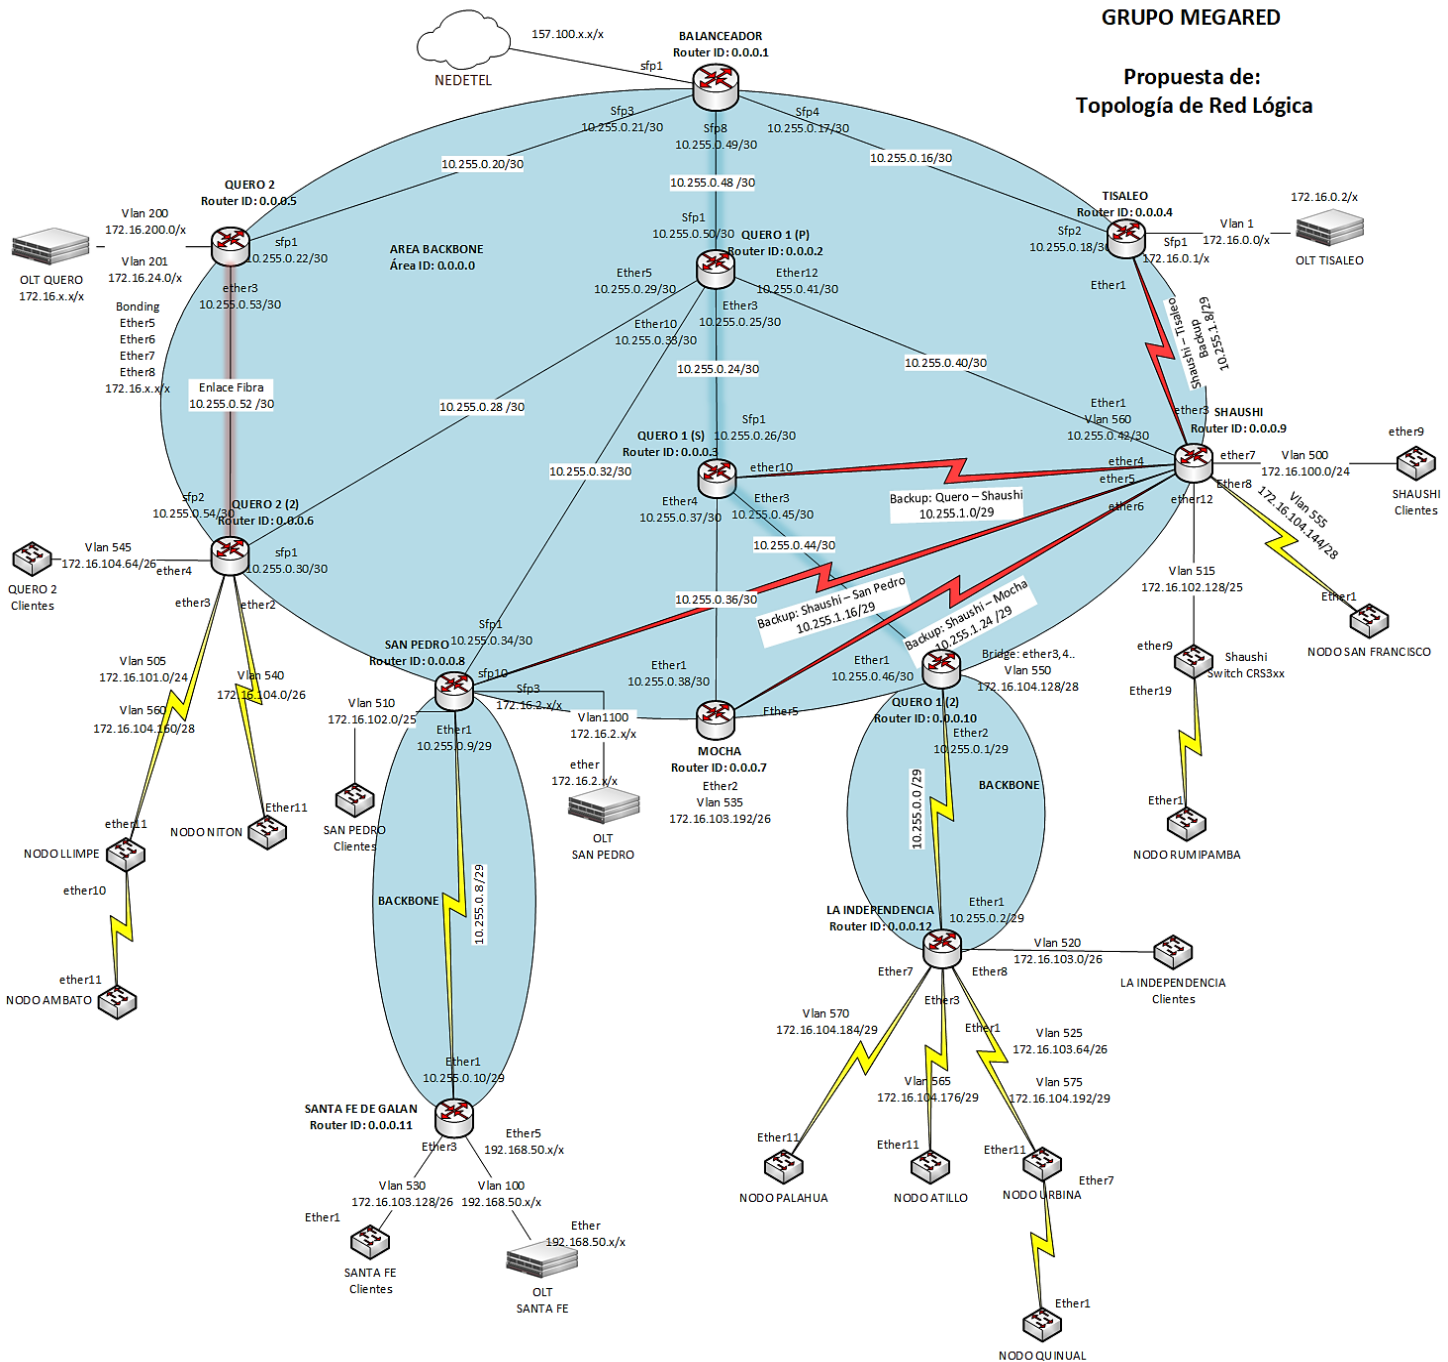 GRUPO MEGARED
Propuesta de:
Topología de Red Lógica
157.100.x.x/x
NEDETEL
sfp1
BALANCEADOR
Router ID: 0.0.0.1
Sfp3
10.255.0.21/30
Sfp8
10.255.0.49/30
Sfp4
10.255.0.17/30
10.255.0.20/30
10.255.0.48 /30
10.255.0.16/30
QUERO 2
Router ID: 0.0.0.5
Vlan 200
172.16.200.0/x
Vlan 201
172.16.24.0/x
OLT QUERO
172.16.x.x/x
sfp1
10.255.0.22/30
ether3
10.255.0.53/30
Bonding
Ether5
Ether6
Ether7
Ether8
172.16.x.x/x
AREA BACKBONE
Área ID: 0.0.0.0
Sfp1
10.255.0.50/30
QUERO 1 (P)
Router ID: 0.0.0.2
Ether5
10.255.0.29/30
Ether12
10.255.0.41/30
Ether3
10.255.0.25/30
Ether10
10.255.0.33/30
TISALEO
Router ID: 0.0.0.4
Sfp2
10.255.0.18/30
Vlan 1
172.16.0.0/x
Sfp1
172.16.0.1/x
172.16.0.2/x
OLT TISALEO
Ether1
Shaushi – Tisaleo
Backup
10.255.1.8/29
10.255.0.24/30
10.255.0.40/30
Enlace Fibra
10.255.0.52 /30
10.255.0.28 /30
10.255.0.32/30
Ether1
Vlan 560
10.255.0.42/30
ether3
SHAUSHI
Router ID: 0.0.0.9
ether4
ether5
ether6
ether7
Ether8
ether12
Vlan 500
172.16.100.0/24
ether9
SHAUSHI
Clientes
Vlan 555
172.16.104.144/28
Ether1
NODO SAN FRANCISCO
Vlan 515
172.16.102.128/25
ether9
Shaushi
Switch CRS3xx
Ether19
Ether1
NODO RUMIPAMBA
QUERO 1 (S)
Router ID: 0.0.0.3
Sfp1
10.255.0.26/30
ether10
Ether4
10.255.0.37/30
Ether3
10.255.0.45/30
Backup: Quero – Shaushi
10.255.1.0/29
10.255.0.44/30
10.255.0.36/30
Backup: Shaushi – San Pedro
10.255.1.16/29
Backup: Shaushi – Mocha
10.255.1.24 /29
sfp2
10.255.0.54/30
QUERO 2 (2)
Router ID: 0.0.0.6
sfp1
10.255.0.30/30
Vlan 545
172.16.104.64/26
ether4
QUERO 2
Clientes
ether3
ether2
Vlan 505
172.16.101.0/24
Vlan 560
172.16.104.160/28
Vlan 540
172.16.104.0/26
ether11
NODO LLIMPE
Ether11
NODO NITON
ether10
ether11
NODO AMBATO
SAN PEDRO
Router ID: 0.0.0.8
Sfp1
10.255.0.34/30
sfp10
Sfp3
172.16.2.x/x
Vlan 510
172.16.102.0/25
Ether1
10.255.0.9/29
SAN PEDRO
Clientes
Vlan1100
172.16.2.x/x
ether
172.16.2.x/x
OLT
SAN PEDRO
Ether1
10.255.0.38/30
Ether5
MOCHA
Router ID: 0.0.0.7
Ether2
Vlan 535
172.16.103.192/26
Ether1
10.255.0.46/30
Bridge: ether3,4..
Vlan 550
172.16.104.128/28
QUERO 1 (2)
Router ID: 0.0.0.10
Ether2
10.255.0.1/29
10.255.0.0 /29
BACKBONE
BACKBONE
10.255.0.8 /29
LA INDEPENDENCIA
Router ID: 0.0.0.12
Ether1
10.255.0.2/29
Ether7
Ether3
Ether8
Ether1
Vlan 520
172.16.103.0/26
LA INDEPENDENCIA
Clientes
Vlan 570
172.16.104.184/29
Vlan 565
172.16.104.176/29
Vlan 525
172.16.103.64/26
Vlan 575
172.16.104.192/29
Ether11
NODO PALAHUA
Ether11
NODO ATILLO
Ether11
NODO URBINA
Ether7
Ether1
NODO QUINUAL
Ether1
10.255.0.10/29
SANTA FE DE GALAN
Router ID: 0.0.0.11
Ether3
Ether5
192.168.50.x/x
Vlan 530
172.16.103.128/26
Vlan 100
192.168.50.x/x
Ether1
SANTA FE
Clientes
Ether
192.168.50.x/x
OLT
SANTA FE